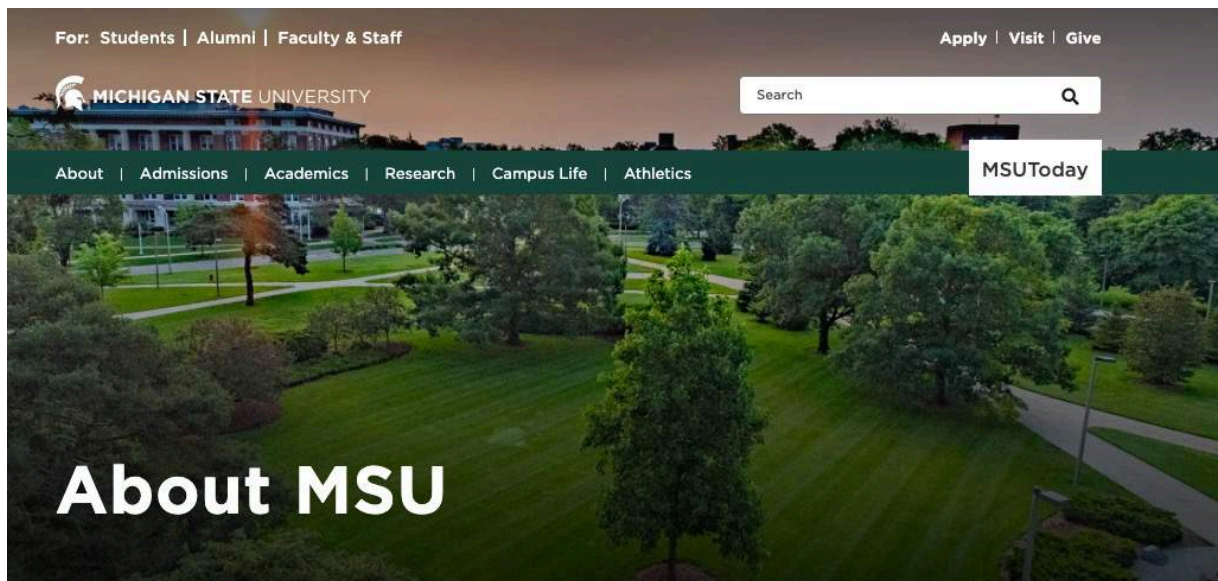 For: Students | Alumni | Faculty & Staff
Apply | Visit | Give
MICHIGAN STATE UNIVERSITY
Search
About | Admissions | Academics | Research | Campus Life | Athletics
MSUToday
About MSU